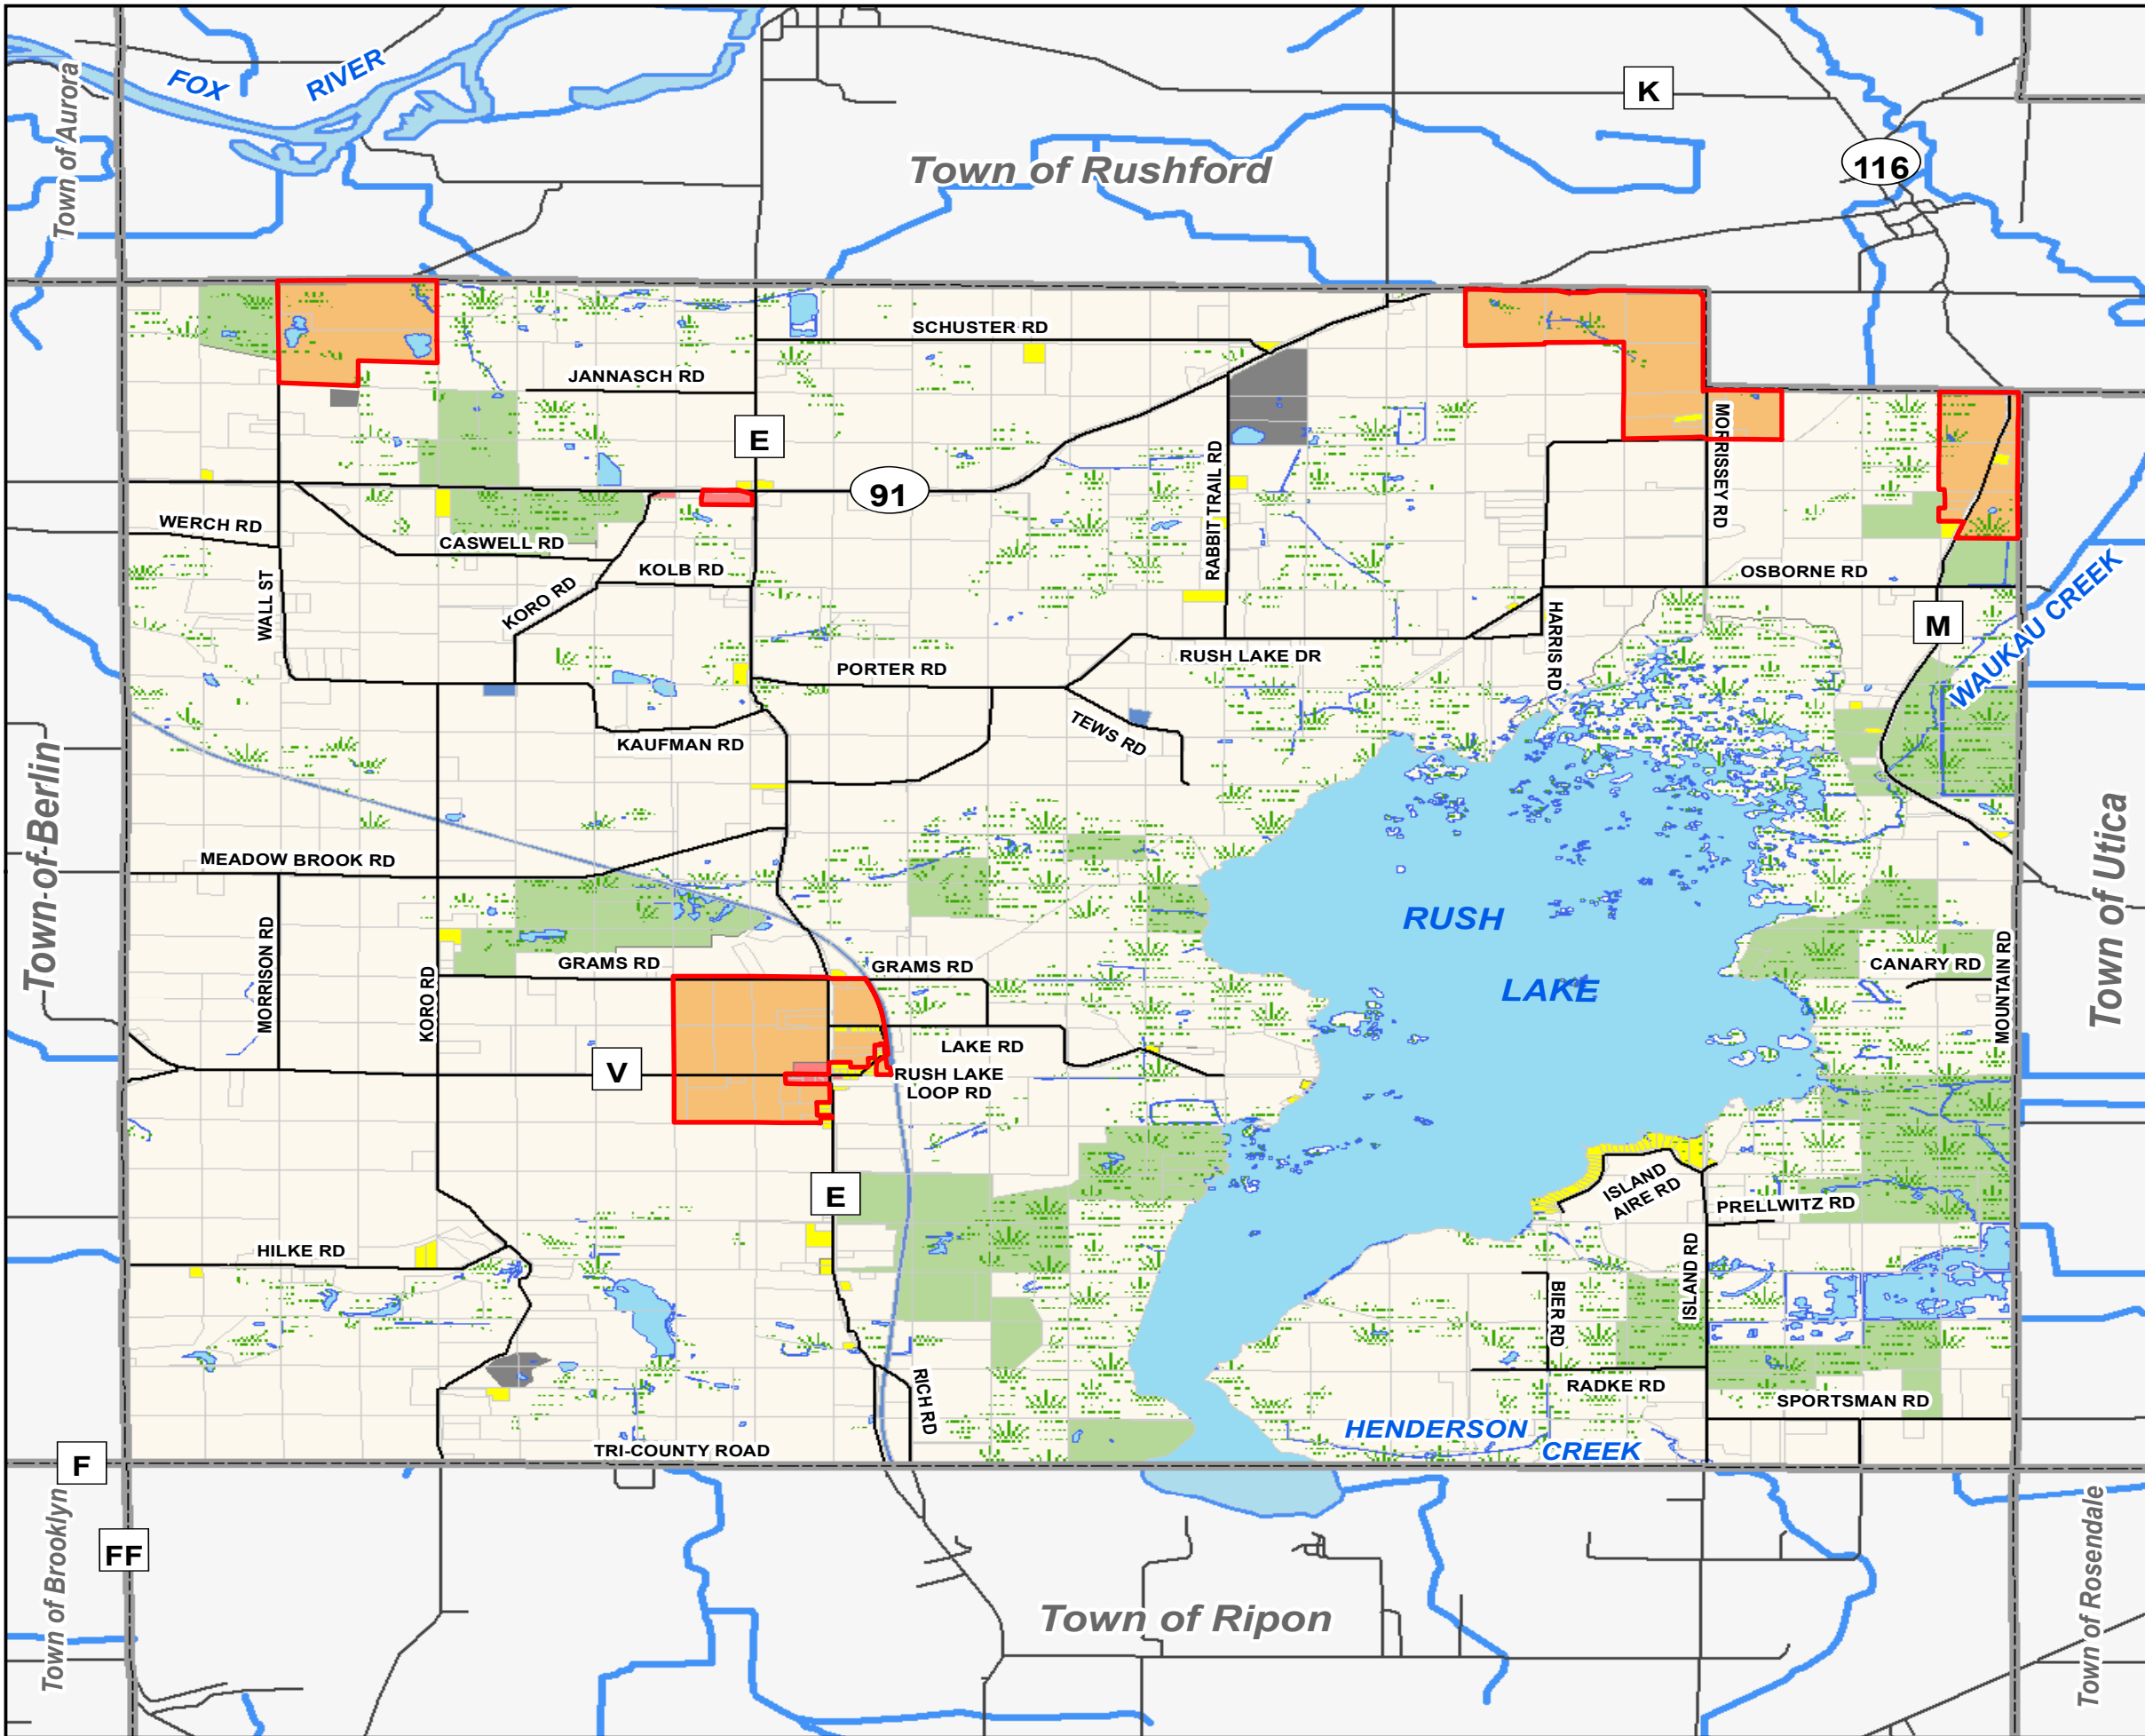 FOX
RIVER
Town of Aurora
K
116
Town of Rushford
SCHUSTER RD
JANNASCH RD
E
91
RABBIT TRAIL RD
MORRISSEY RD
WERCH RD
CASWELL RD
KOLB RD
KORO RD
WALL ST
OSBORNE RD
HARRIS RD
M
WAUKAU CREEK
RUSH LAKE DR
PORTER RD
TEWS RD
KAUFMAN RD
Town-of-Berlin
Town of Utica
MEADOW BROOK RD
MORRISON RD
KORO RD
GRAMS RD
GRAMS RD
RUSH
LAKE
CANARY RD
MOUNTAIN RD
LAKE RD
V
RUSH LAKE
LOOP RD
E
ISLAND
AIRE RD
PRELLWITZ RD
HILKE RD
ISLAND RD
BIER RD
RICH RD
RADKE RD
SPORTSMAN RD
HENDERSON
CREEK
TRI-COUNTY ROAD
F
FF
Town of Brooklyn
Town of Ripon
Town of Rosendale